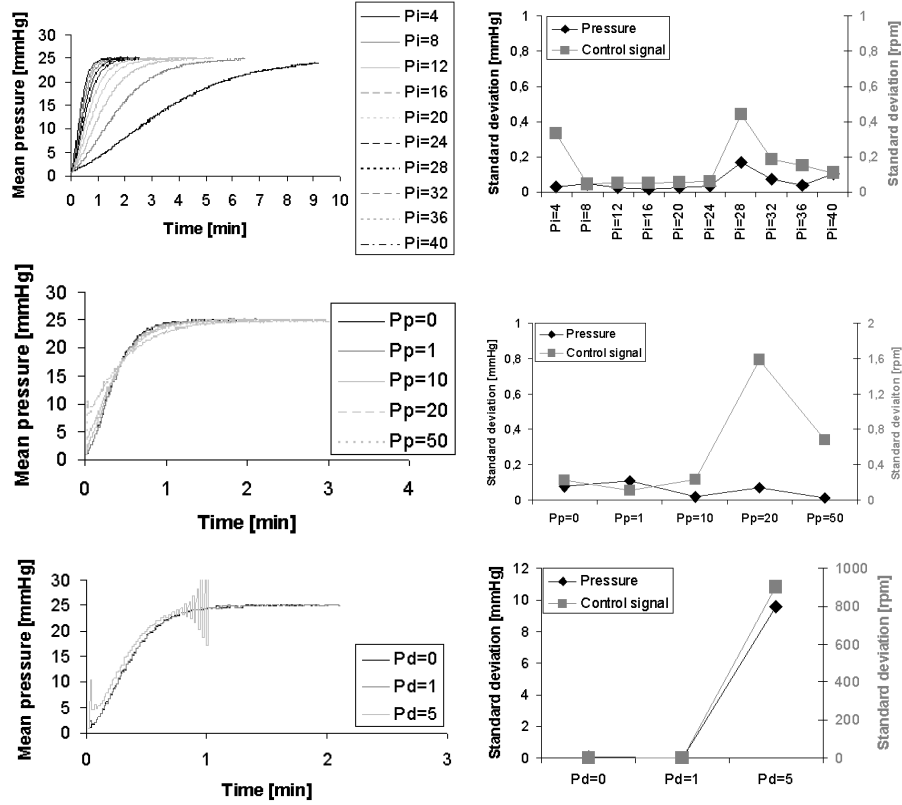 Mean pressure [mmHg]
30
25
20
15
10
5
0
0 1 2 3 4 5 6 7 8 9 10
Time [min]
Pi=4
Pi=8
Pi=12
Pi=16
Pi=20
Pi=24
Pi=28
Pi=32
Pi=36
Pi=40
Standard deviation [mmHg]
1
0,8
0,6
0,4
0,2
0
Pressure
Control signal
1
0,8
0,6
0,4
0,2
0
Standard deviation [rpm]
Pi=4 Pi=8 Pi=12 Pi=16 Pi=20 Pi=24 Pi=28 Pi=32 Pi=36 Pi=40
Mean pressure [mmHg]
30
25
20
15
10
5
0
0 1 2 3 4
Time [min]
Pp=0
Pp=1
Pp=10
Pp=20
Pp=50
Standard deviation [mmHg]
1
0,8
0,6
0,4
0,2
0
Pressure
Control signal
2
1,6
1,2
0,8
0,4
0
Standard deviaiton [rpm]
Pp=0 Pp=1 Pp=10 Pp=20 Pp=50
Mean pressure [mmHg]
30
25
20
15
10
5
0
0 1 2 3
Time [min]
Pd=0
Pd=1
Pd=5
Standard deviation [mmHg]
12
10
8
6
4
2
0
Pressure
Control signal
1000
800
600
400
200
0
Standard deviation [rpm]
Pd=0 Pd=1 Pd=5